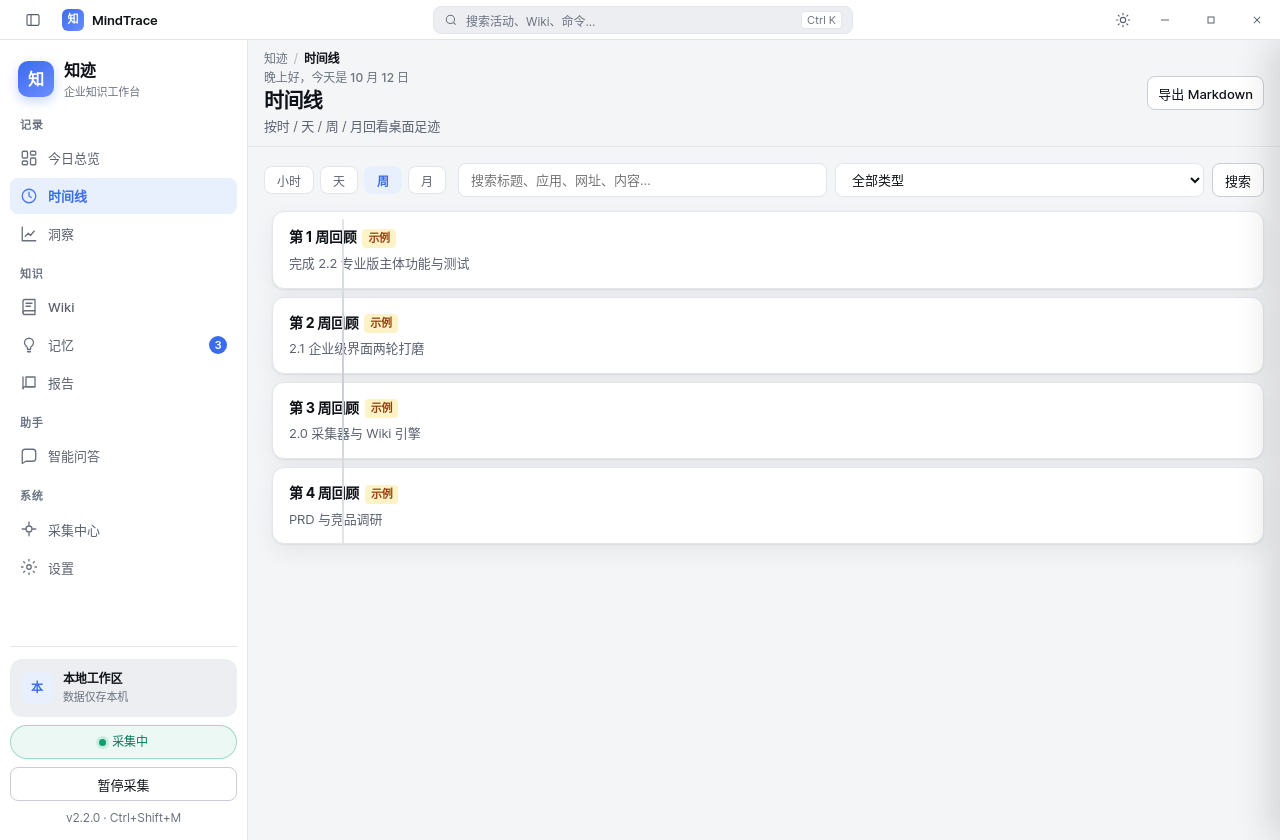 知 MindTrace
搜索活动、Wiki、命令... Ctrl K
知 知迹
企业知识工作台
记录
今日总览
时间线
洞察
知识
Wiki
记忆 3
报告
助手
智能问答
系统
采集中心
设置
本 本地工作区
数据仅存本机
采集中
暂停采集
v2.2.0 · Ctrl+Shift+M
知迹 / 时间线
晚上好，今天是 10 月 12 日
时间线
按时 / 天 / 周 / 月回看桌面足迹
导出 Markdown
小时 天 周 月 搜索标题、应用、网址、内容... 全部类型 搜索
第 1 周回顾 示例
完成 2.2 专业版主体功能与测试
第 2 周回顾 示例
2.1 企业级界面两轮打磨
第 3 周回顾 示例
2.0 采集器与 Wiki 引擎
第 4 周回顾 示例
PRD 与竞品调研